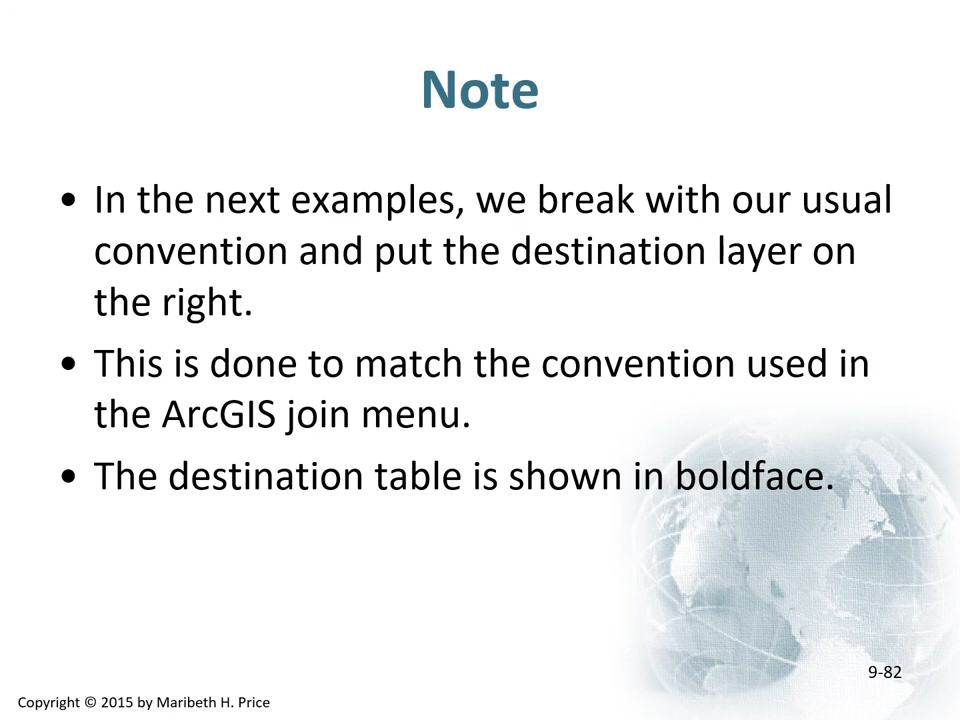 Note
• In the next examples, we break with our usual
convention and put the destination layer on
the right.
• This is done to match the convention used in
the ArcGIS join menu.
• The destination table is shown in boldface.
9-82
Copyright © 2015 by Maribeth H. Price